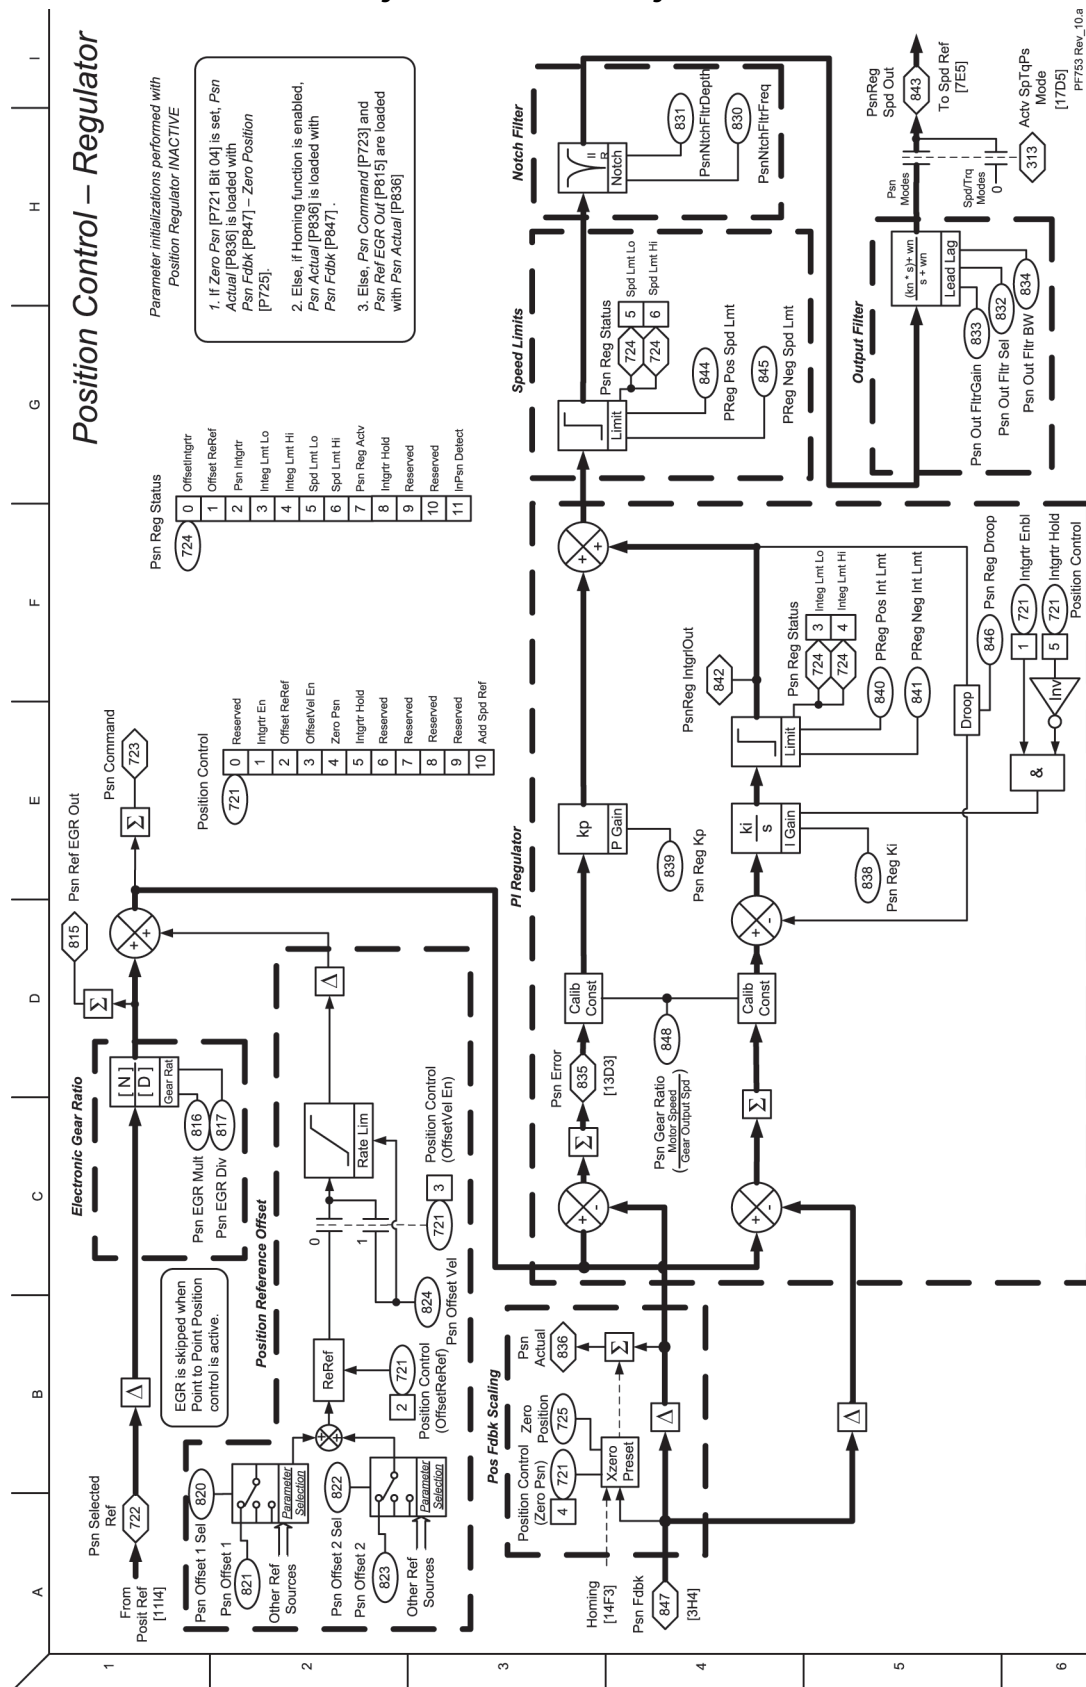 Position Control – Regulator
A
B
C
D
E
F
G
H
I
1
2
3
4
5
6
From
Posit Ref
[11I4]
Psn Selected
Ref
722
Δ
EGR is skipped when
Point to Point Position
control is active.
Electronic Gear Ratio
[ N ]
[ D ]
Gear Rat
816
Psn EGR Mult
817
Psn EGR Div
Σ
815
Psn Ref EGR Out
+
+
Σ
723
Psn Command
Parameter initializations performed with
Position Regulator INACTIVE
1. If Zero Psn [P721 Bit 04] is set, Psn
Actual [P836] is loaded with
Psn Fdbk [P847] – Zero Position
[P725].
2. Else, if Homing function is enabled,
Psn Actual [P836] is loaded with
Psn Fdbk [P847] .
3. Else, Psn Command [P723] and
Psn Ref EGR Out [P815] are loaded
with Psn Actual [P836]
Position Control
721
0 Reserved
1 Intgrtr En
2 Offset ReRef
3 OffsetVel En
4 Zero Psn
5 Intgrtr Hold
6 Reserved
7 Reserved
8 Reserved
9 Reserved
10 Add Spd Ref
Psn Reg Status
724
0 OffsetIntgrtr
1 Offset ReRef
2 Psn Intgrtr
3 Integ Lmt Lo
4 Integ Lmt Hi
5 Spd Lmt Lo
6 Spd Lmt Hi
7 Psn Reg Actv
8 Intgrtr Hold
9 Reserved
10 Reserved
11 InPsn Detect
Position Reference Offset
Psn Offset 1 Sel
820
Psn Offset 1
821
Other Ref
Sources
Parameter
Selection
Psn Offset 2 Sel
822
Psn Offset 2
823
Other Ref
Sources
Parameter
Selection
+
+
ReRef
2
721
Position Control
(OffsetReRef)
824
Psn Offset Vel
0
1
721
3
Position Control
(OffsetVel En)
Rate Lim
Δ
Pos Fdbk Scaling
Homing
[14F3]
Psn Fdbk
847
[3H4]
Position Control
(Zero Psn)
4
721
Zero
Position
725
Xzero
Preset
Psn
Actual
836
Σ
Δ
Δ
PI Regulator
+
-
Σ
Psn Error
835
[13D3]
Calib
Const
Psn Gear Ratio
( Motor Speed
Gear Output Spd )
848
+
-
Σ
Calib
Const
+
-
kp
P Gain
839
Psn Reg Kp
ki
s
I Gain
838
Psn Reg Ki
Limit
PsnReg IntgrlOut
842
Psn Reg Status
724 3 Integ Lmt Lo
724 4 Integ Lmt Hi
840 PReg Pos Int Lmt
841 PReg Neg Int Lmt
Droop
846 Psn Reg Droop
&
Inv
1 721 Intgrtr Enbl
5 721 Intgrtr Hold
Position Control
+
+
Speed Limits
Limit
Psn Reg Status
724 5 Spd Lmt Lo
724 6 Spd Lmt Hi
844
PReg Pos Spd Lmt
845
PReg Neg Spd Lmt
Notch Filter
II
R
Notch
831
PsnNtchFltrDepth
830
PsnNtchFltrFreq
Output Filter
(kn * s)+ wn
s + wn
Lead Lag
833
Psn Out FltrGain
832
Psn Out Fltr Sel
834
Psn Out Fltr BW
Psn
Modes
Spd/Trq
Modes
0
PsnReg
Spd Out
843
To Spd Ref
[7E5]
313
Actv SpTqPs
Mode
[17D5]
PF753 Rev_10.a